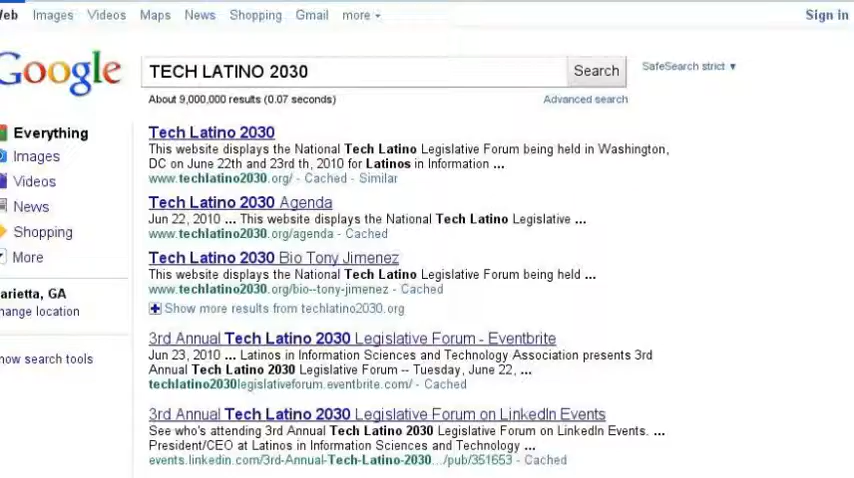 Web Images Videos Maps News Shopping Gmail more Sign in
Google TECH LATINO 2030 Search SafeSearch strict
About 9,000,000 results (0.07 seconds) Advanced search
Everything
Images
Videos
News
Shopping
More
arietta, GA
hange location
how search tools
Tech Latino 2030
This website displays the National Tech Latino Legislative Forum being held in Washington,
DC on June 22th and 23rd th, 2010 for Latinos in Information ...
www.techlatino2030.org/ - Cached - Similar
Tech Latino 2030 Agenda
Jun 22, 2010 ... This website displays the National Tech Latino Legislative ...
www.techlatino2030.org/agenda - Cached
Tech Latino 2030 Bio Tony Jimenez
This website displays the National Tech Latino Legislative Forum being held ...
www.techlatino2030.org/bio--tony-jimenez - Cached
Show more results from techlatino2030.org
3rd Annual Tech Latino 2030 Legislative Forum - Eventbrite
Jun 23, 2010 ... Latinos in Information Sciences and Technology Association presents 3rd
Annual Tech Latino 2030 Legislative Forum -- Tuesday, June 22, ...
techlatino2030legislativeforum.eventbrite.com/ - Cached
3rd Annual Tech Latino 2030 Legislative Forum on LinkedIn Events
See who's attending 3rd Annual Tech Latino 2030 Legislative Forum on LinkedIn Events. ...
President/CEO at Latinos in Information Sciences and Technology ...
events.linkedin.com/3rd-Annual-Tech-Latino-2030.../pub/351653 - Cached